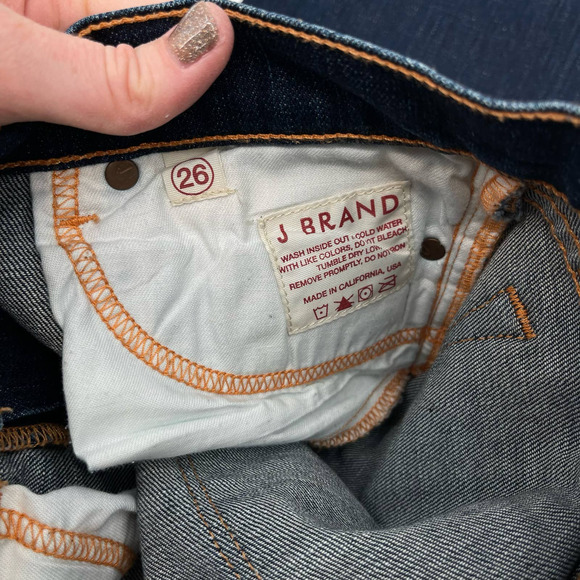 26
J BRAND
WASH INSIDE OUT COLD WATER
WITH LIKE COLORS, DO NOT BLEACH
TUMBLE DRY LOW,
REMOVE PROMPTLY, DO NOT IRON
MADE IN CALIFORNIA, USA